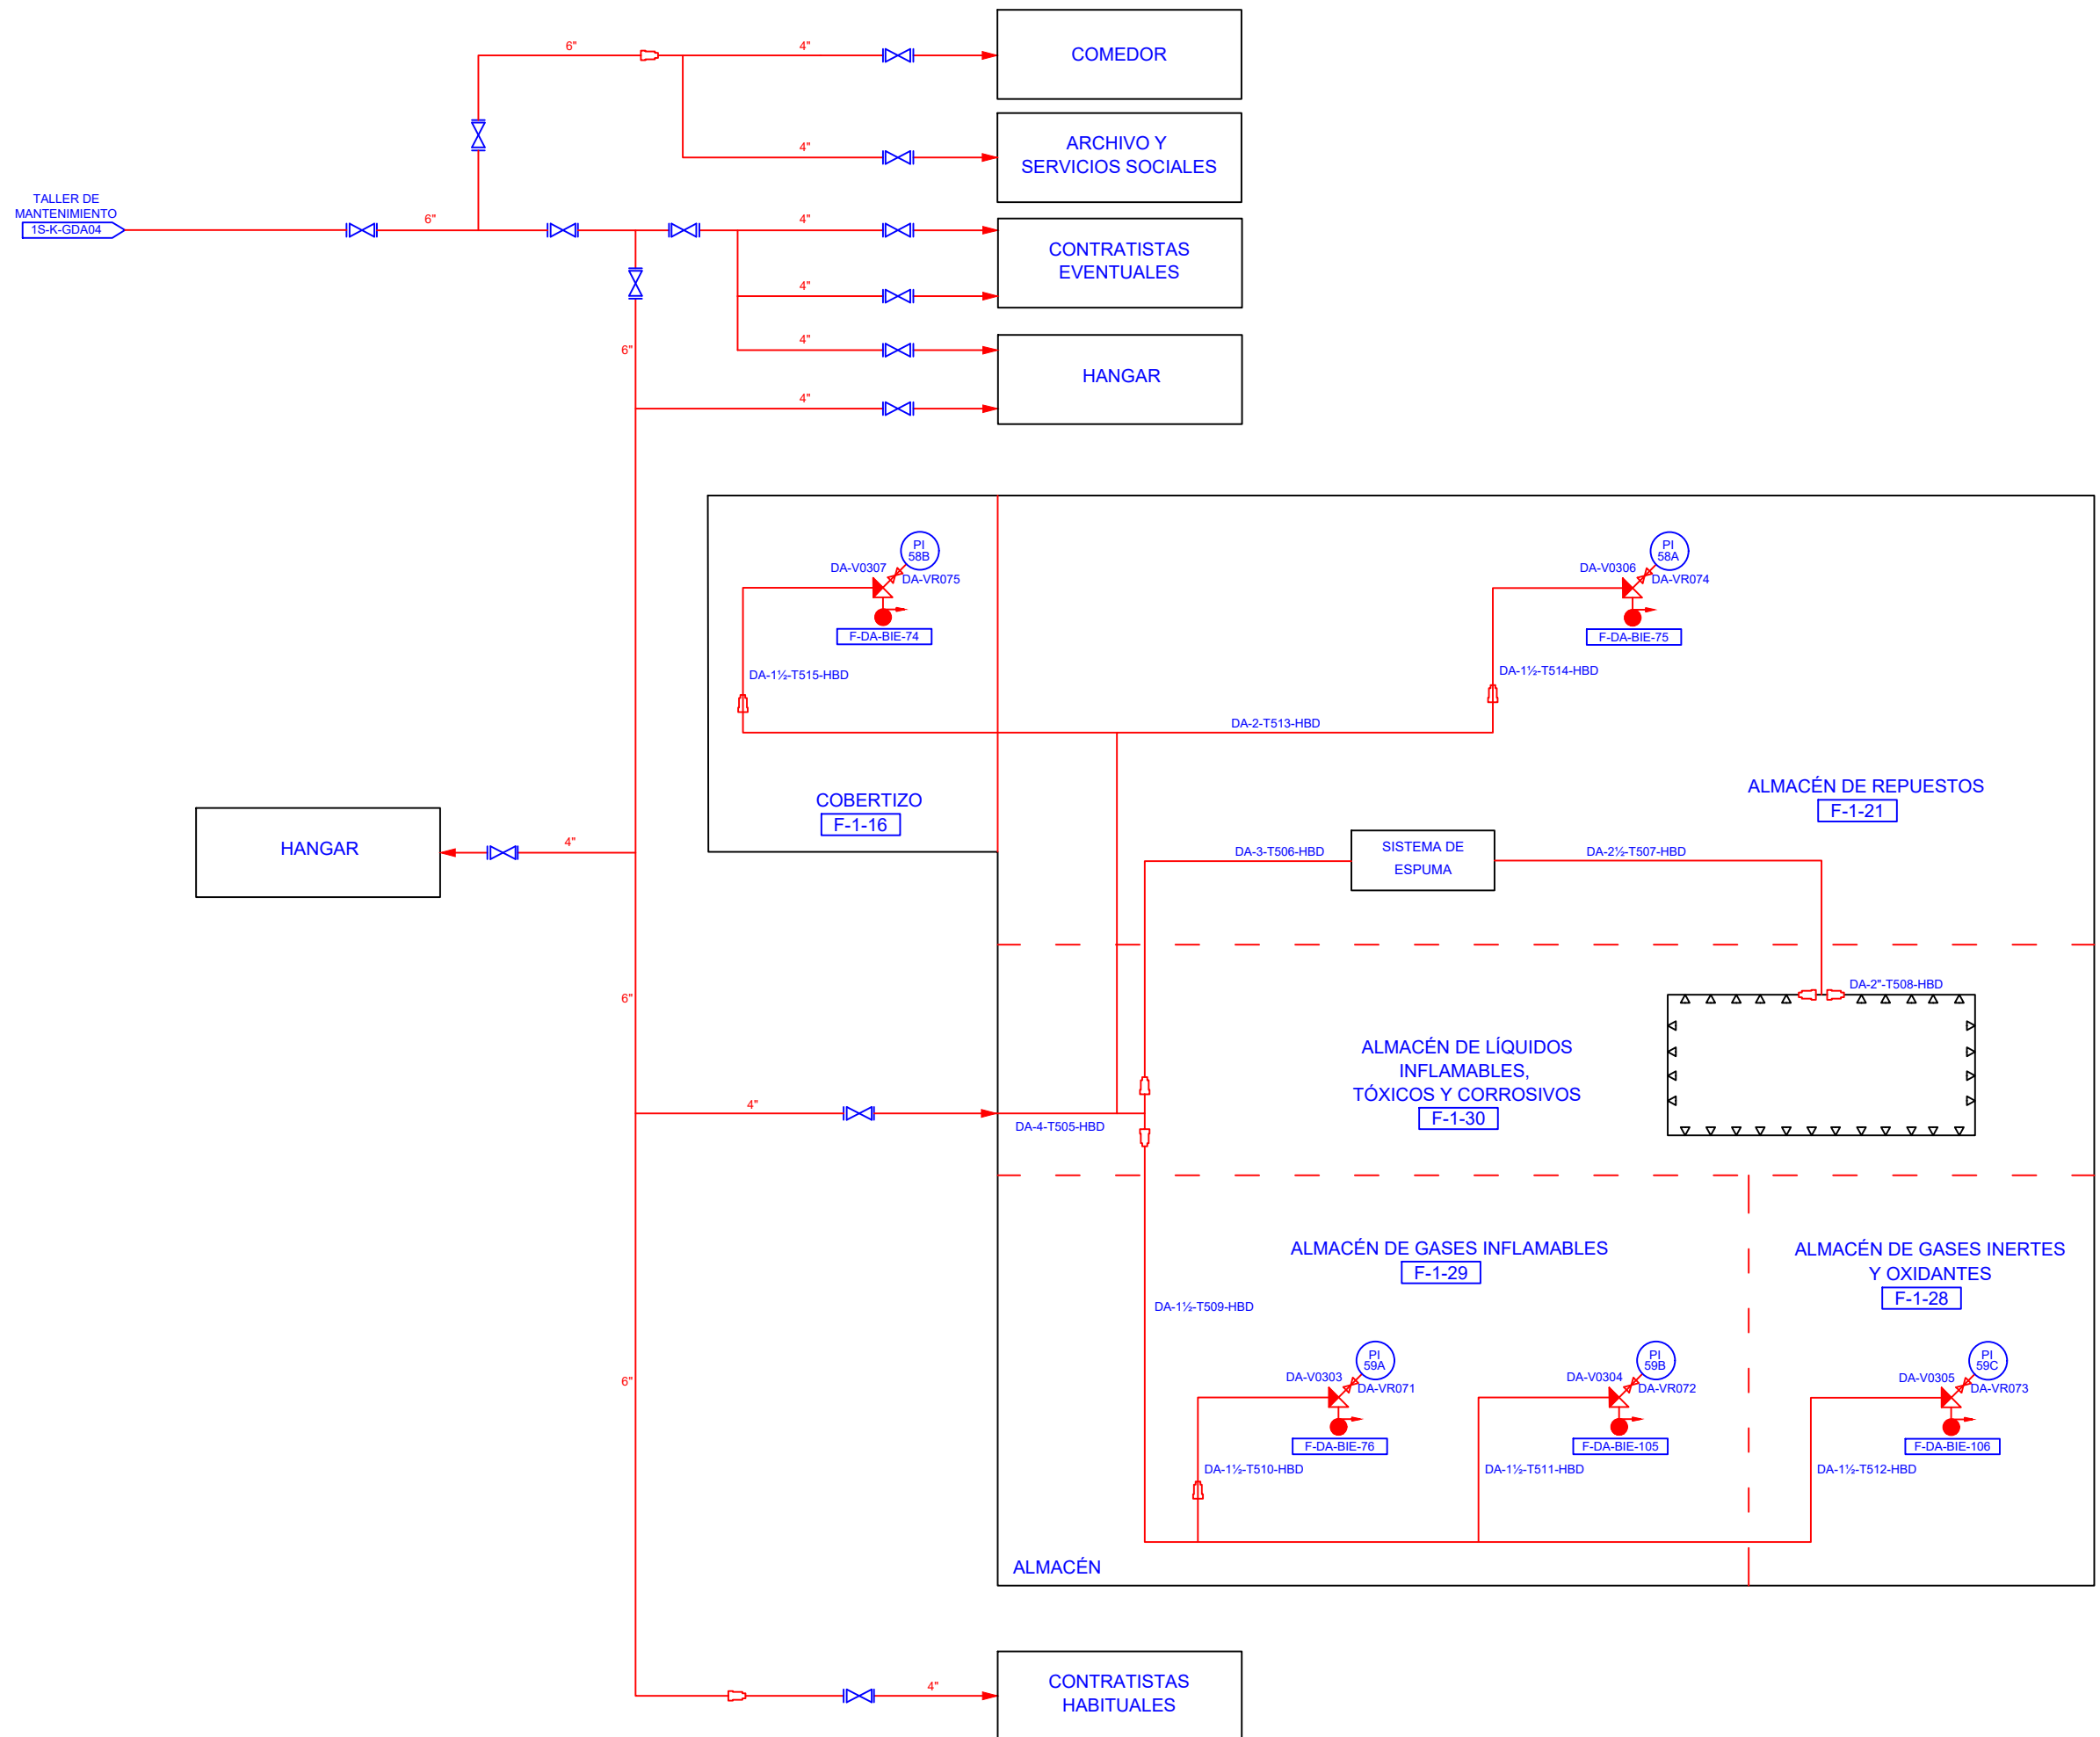 6"
4"
COMEDOR
4"
ARCHIVO Y
SERVICIOS SOCIALES
TALLER DE
MANTENIMIENTO
1S-K-GDA04
6"
4"
CONTRATISTAS
EVENTUALES
4"
4"
6"
HANGAR
4"
PI
58B
DA-V0307
DA-VR075
F-DA-BIE-74
DA-1½-T515-HBD
PI
58A
DA-V0306
DA-VR074
F-DA-BIE-75
DA-1½-T514-HBD
DA-2-T513-HBD
COBERTIZO
F-1-16
ALMACÉN DE REPUESTOS
F-1-21
HANGAR
4"
DA-3-T506-HBD
SISTEMA DE
ESPUMA
DA-2½-T507-HBD
6"
DA-2"-T508-HBD
ALMACÉN DE LÍQUIDOS
INFLAMABLES,
TÓXICOS Y CORROSIVOS
F-1-30
4"
DA-4-T505-HBD
ALMACÉN DE GASES INFLAMABLES
F-1-29
ALMACÉN DE GASES INERTES
Y OXIDANTES
F-1-28
DA-1½-T509-HBD
6"
PI
59A
DA-V0303
DA-VR071
F-DA-BIE-76
DA-1½-T510-HBD
PI
59B
DA-V0304
DA-VR072
F-DA-BIE-105
DA-1½-T511-HBD
PI
59C
DA-V0305
DA-VR073
F-DA-BIE-106
DA-1½-T512-HBD
ALMACÉN
4"
CONTRATISTAS
HABITUALES